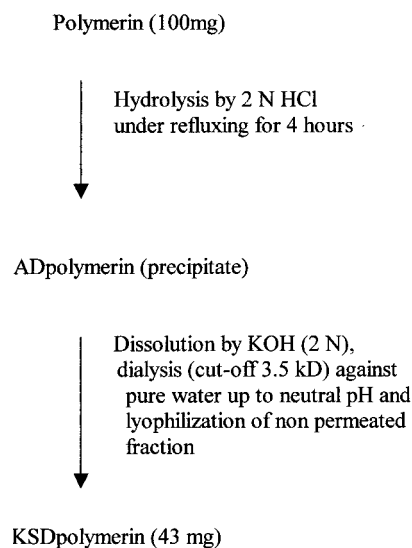 Polymerin (100mg)
Hydrolysis by 2 N HCl
under refluxing for 4 hours
ADpolymerin (precipitate)
Dissolution by KOH (2 N),
dialysis (cut-off 3.5 kD) against
pure water up to neutral pH and
lyophilization of non permeated
fraction
KSDpolymerin (43 mg)